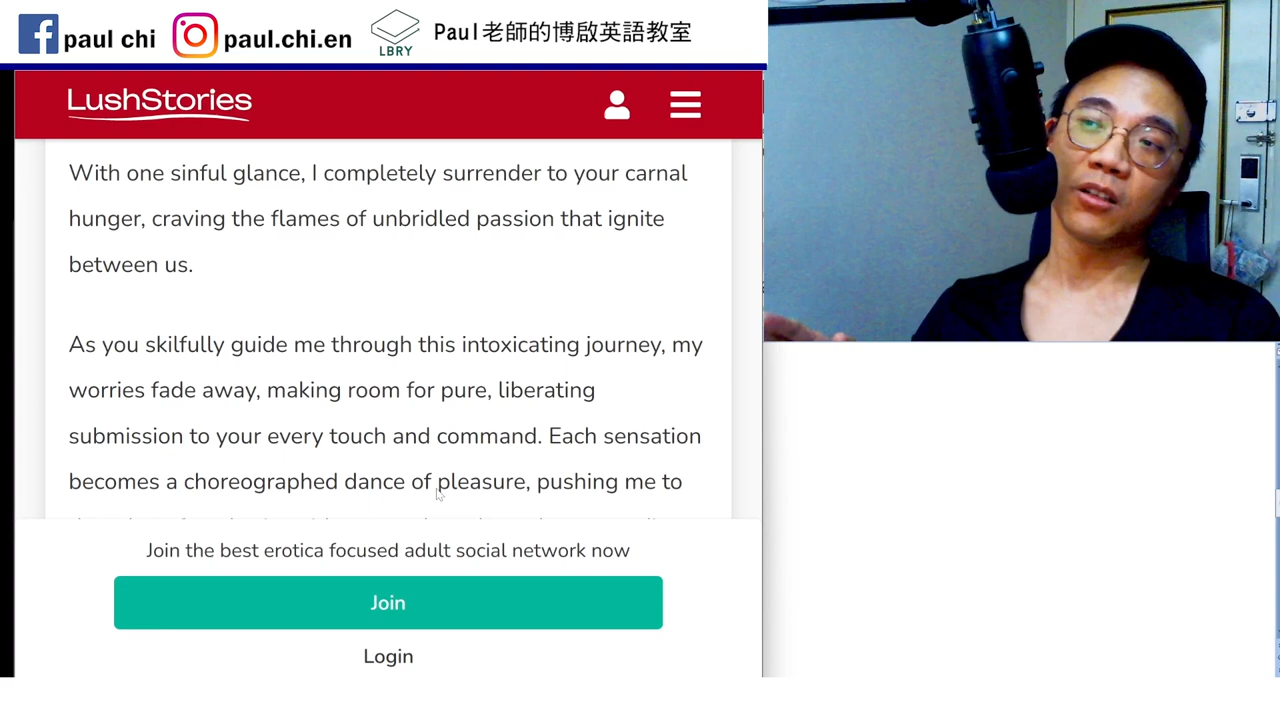 paul chi
paul.chi.en
LBRY
Paul老師的博啟英語教室
LushStories
With one sinful glance, I completely surrender to your carnal
hunger, craving the flames of unbridled passion that ignite
between us.
As you skilfully guide me through this intoxicating journey, my
worries fade away, making room for pure, liberating
submission to your every touch and command. Each sensation
becomes a choreographed dance of pleasure, pushing me to
Join the best erotica focused adult social network now
Join
Login